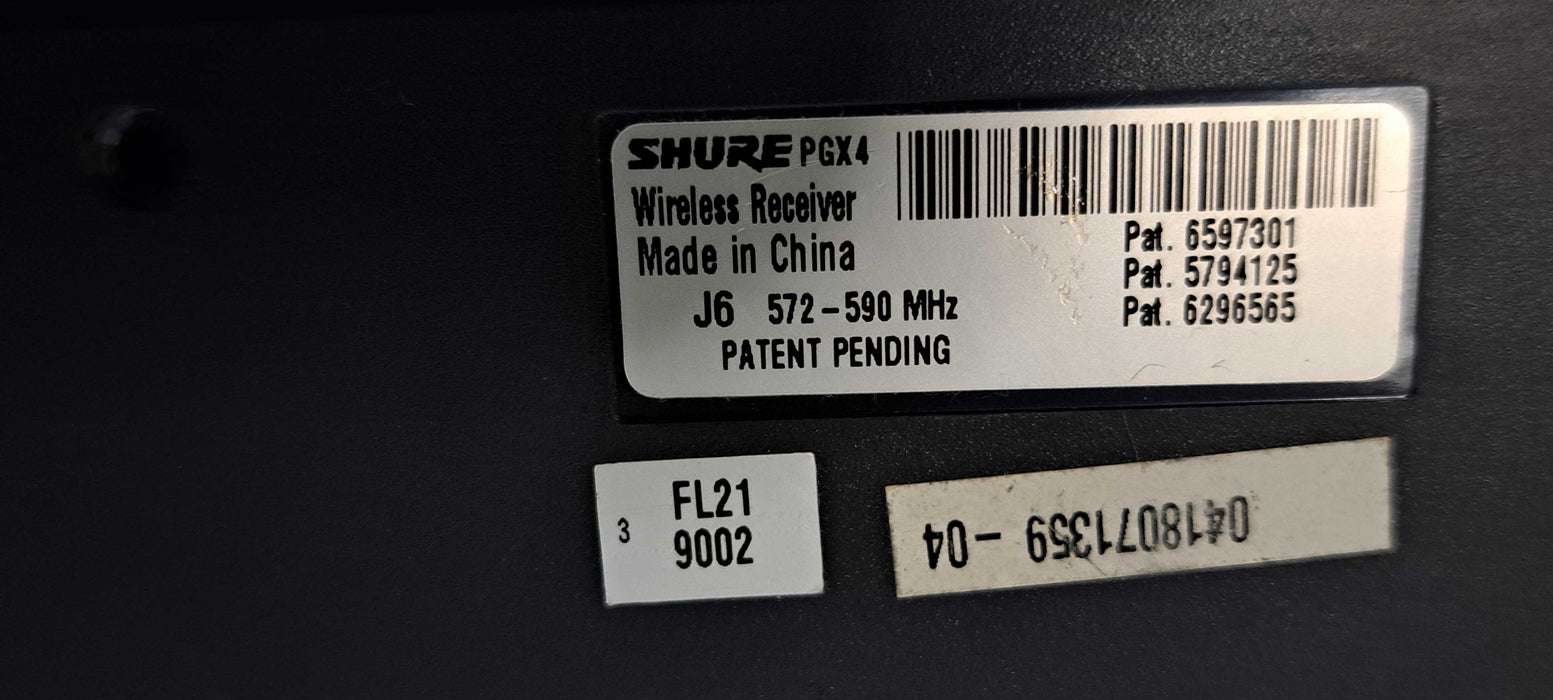 SHURE PGX4
Wireless Receiver
Made in China
J6 572-590 MHz
PATENT PENDING
Pat. 6597301
Pat. 5794125
Pat. 6296565
3
FL21
9002
0418071359 - 04